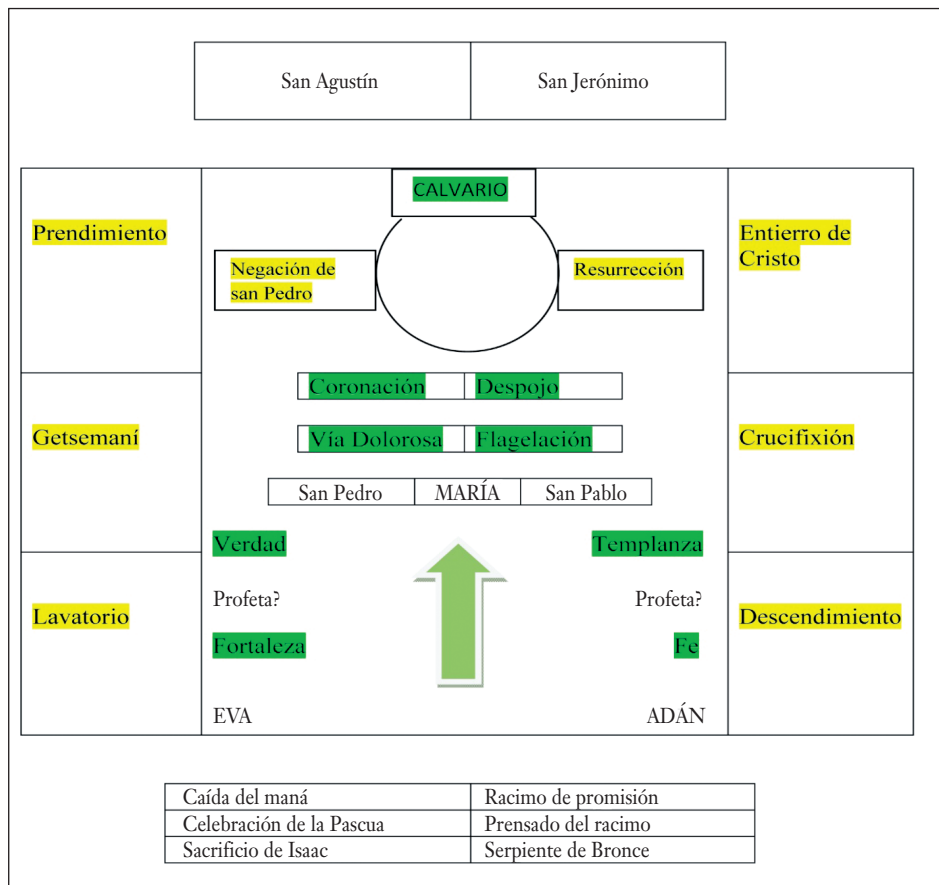 San Agustín
San Jerónimo
CALVARIO
Prendimiento
Entierro de
Cristo
Negación de
san Pedro
Resurrección
Coronación
Despojo
Getsemaní
Crucifixión
Vía Dolorosa
Flagelación
San Pedro
MARÍA
San Pablo
Verdad
Templanza
Profeta?
Profeta?
Lavatorio
Descendimiento
Fortaleza
Fe
EVA
ADÁN
Caída del maná
Racimo de promisión
Celebración de la Pascua
Prensado del racimo
Sacrificio de Isaac
Serpiente de Bronce